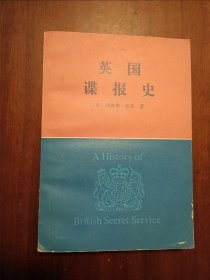 英国
谍报史
A History of
British Secret Service